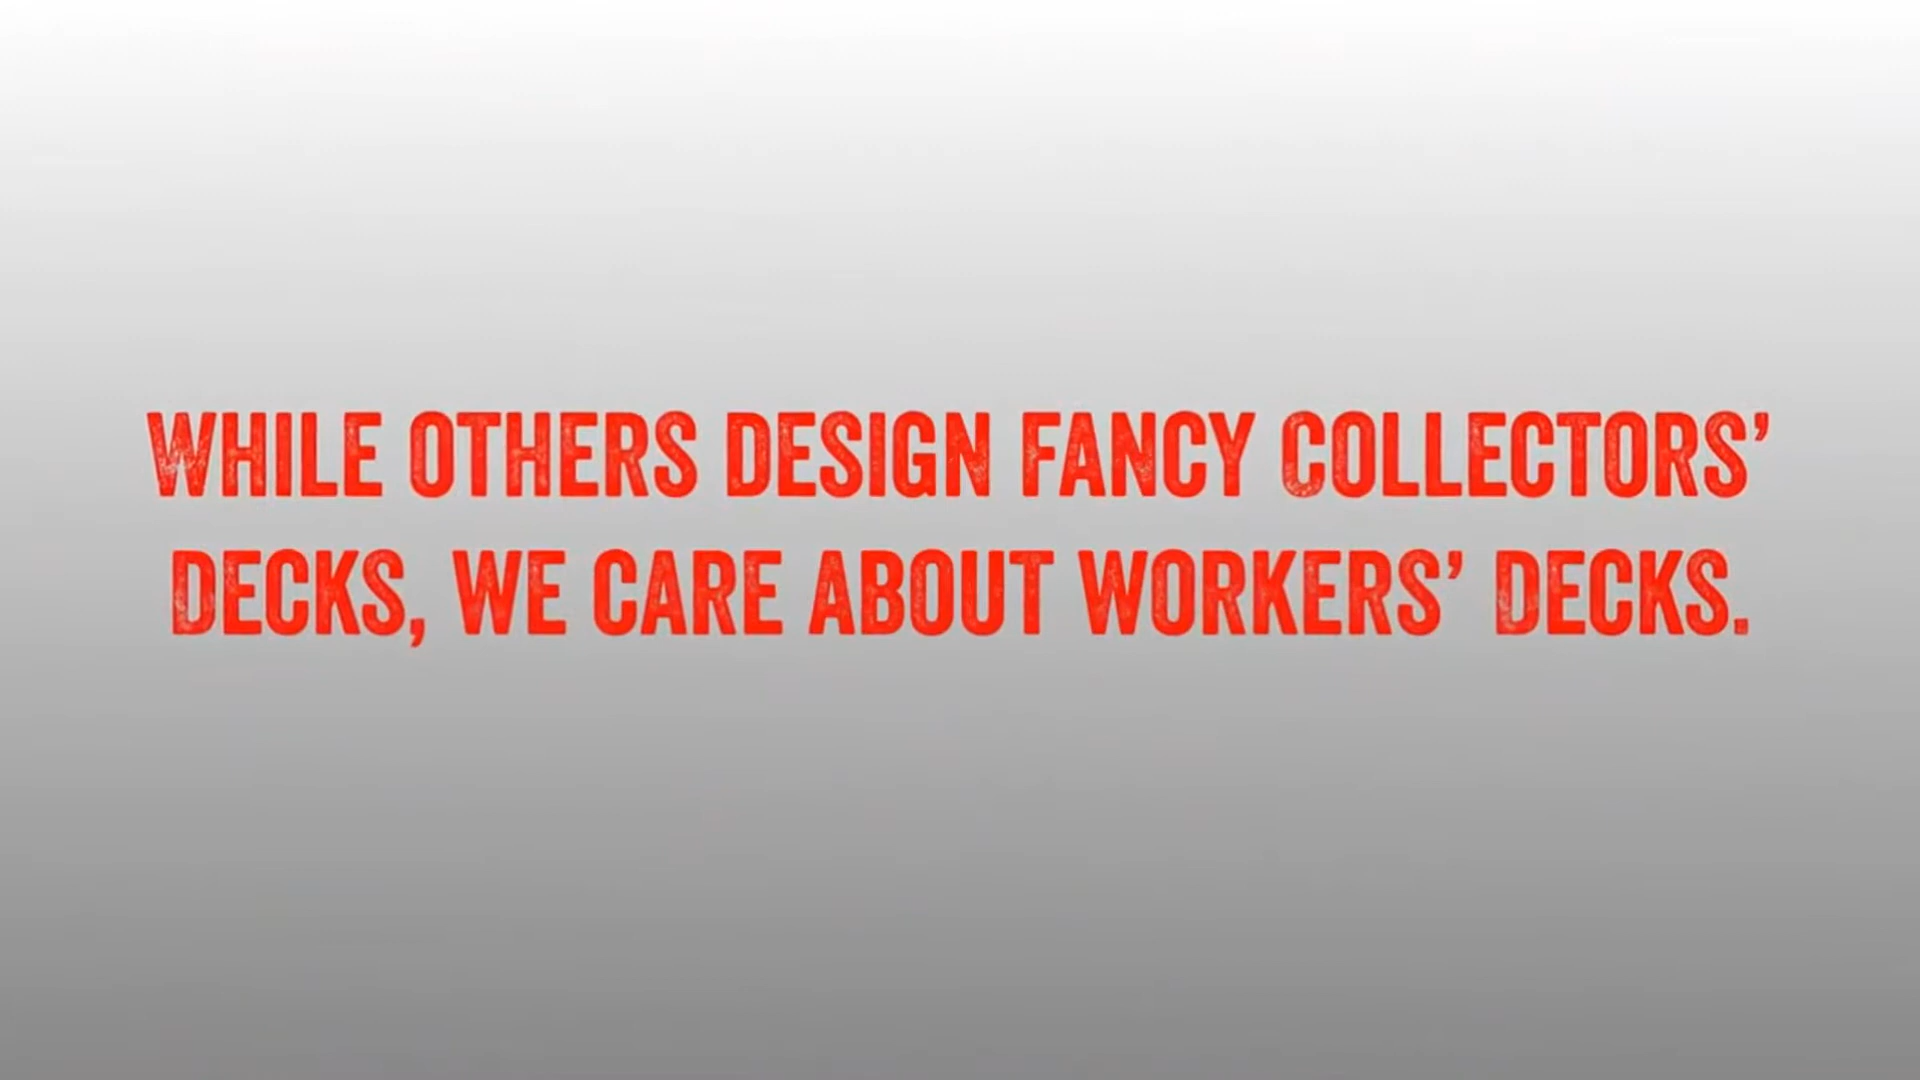 WHILE OTHERS DESIGN FANCY COLLECTORS’
DECKS, WE CARE ABOUT WORKERS’ DECKS.